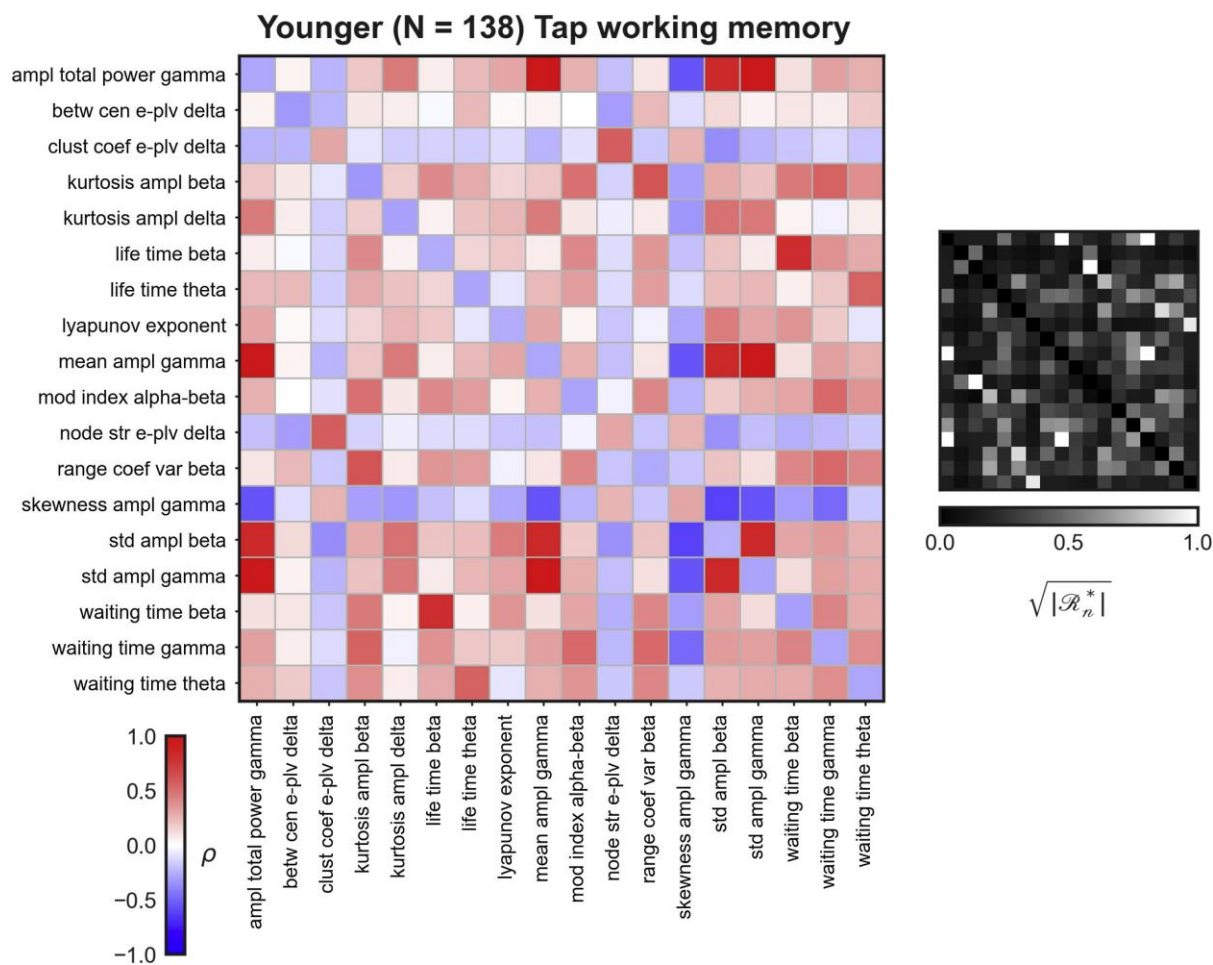 Younger (N = 138) Tap working memory
ampl total power gamma
betw cen e-plv delta
clust coef e-plv delta
kurtosis ampl beta
kurtosis ampl delta
life time beta
life time theta
lyapunov exponent
mean ampl gamma
mod index alpha-beta
node str e-plv delta
range coef var beta
skewness ampl gamma
std ampl beta
std ampl gamma
waiting time beta
waiting time gamma
waiting time theta
ampl total power gamma
betw cen e-plv delta
clust coef e-plv delta
kurtosis ampl beta
kurtosis ampl delta
life time beta
life time theta
lyapunov exponent
mean ampl gamma
mod index alpha-beta
node str e-plv delta
range coef var beta
skewness ampl gamma
std ampl beta
std ampl gamma
waiting time beta
waiting time gamma
waiting time theta
1.0
0.5
0.0
−0.5
−1.0
ρ
0.0 0.5 1.0
√|ℛₙ*|